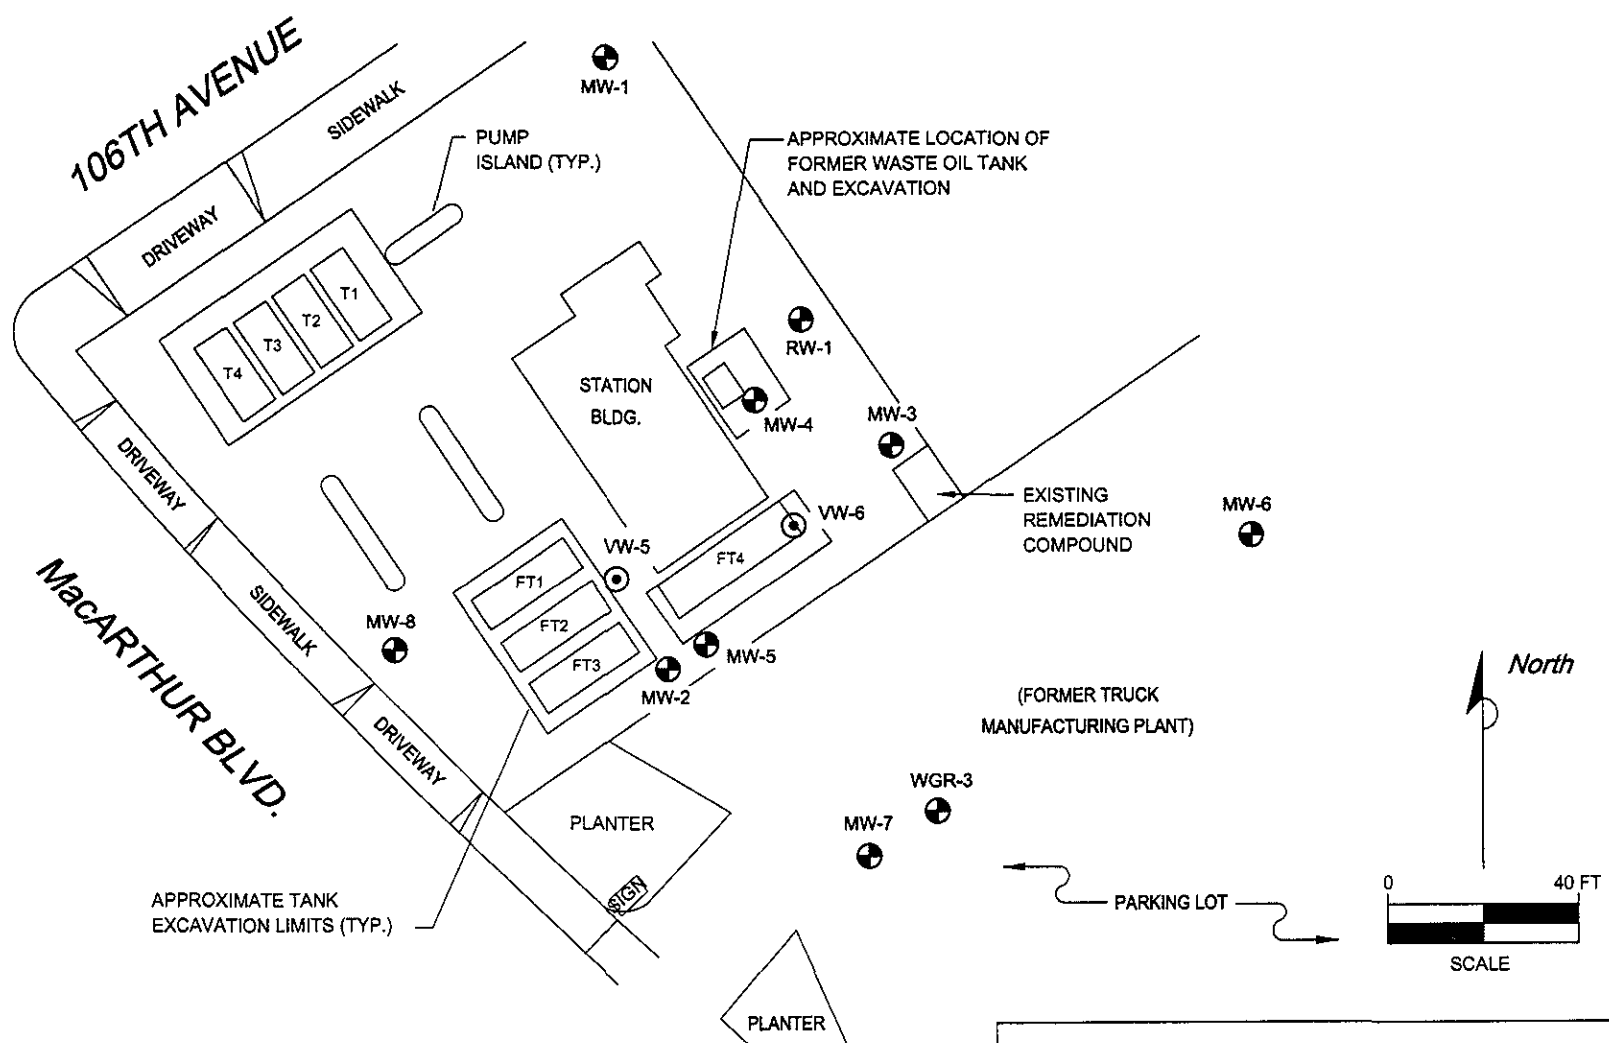 106TH AVENUE
SIDEWALK
DRIVEWAY
MW-1
PUMP
ISLAND (TYP.)
APPROXIMATE LOCATION OF
FORMER WASTE OIL TANK
AND EXCAVATION
T1
T2
T3
T4
RW-1
STATION
BLDG.
MW-4
MW-3
DRIVEWAY
EXISTING
REMEDIATION
COMPOUND
MW-6
VW-6
VW-5
FT4
FT1
FT2
FT3
MacARTHUR BLVD.
SIDEWALK
MW-8
MW-5
MW-2
North
(FORMER TRUCK
MANUFACTURING PLANT)
DRIVEWAY
WGR-3
MW-7
PLANTER
SIGN
APPROXIMATE TANK
EXCAVATION LIMITS (TYP.)
PARKING LOT
0 40 FT
SCALE
PLANTER